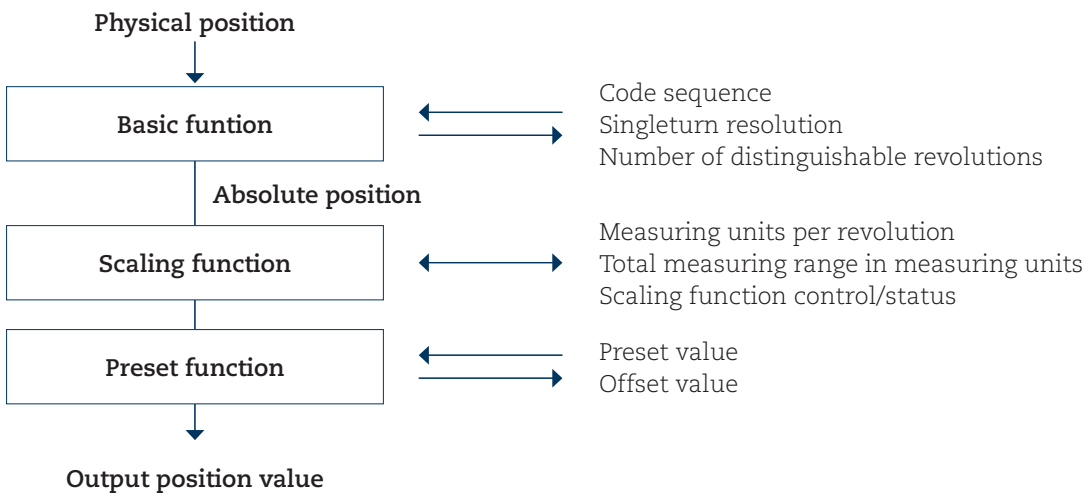 Physical position
Basic funtion
Code sequence
Singleturn resolution
Number of distinguishable revolutions
Absolute position
Scaling function
Measuring units per revolution
Total measuring range in measuring units
Scaling function control/status
Preset function
Preset value
Offset value
Output position value